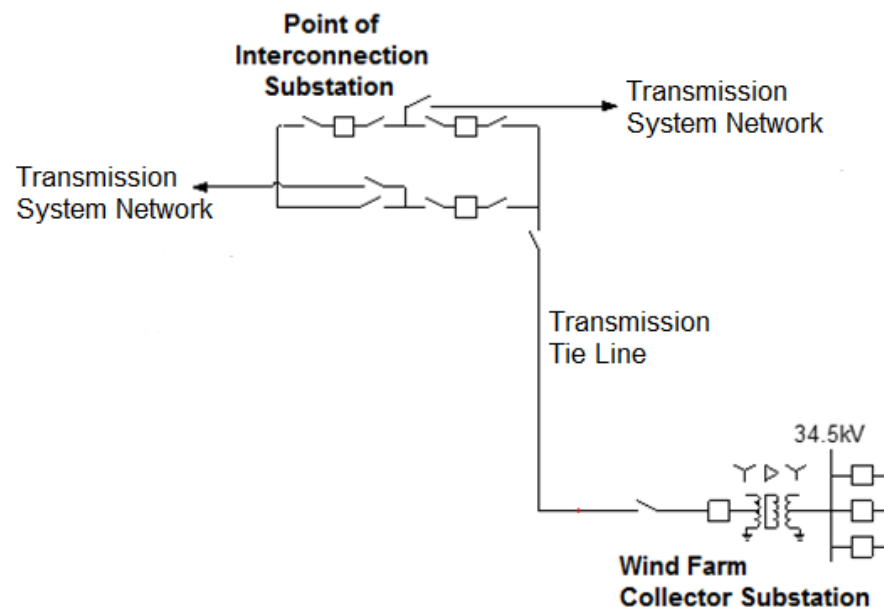 Point of
Interconnection
Substation
Transmission
System Network
Transmission
System Network
Transmission
Tie Line
34.5kV
Wind Farm
Collector Substation